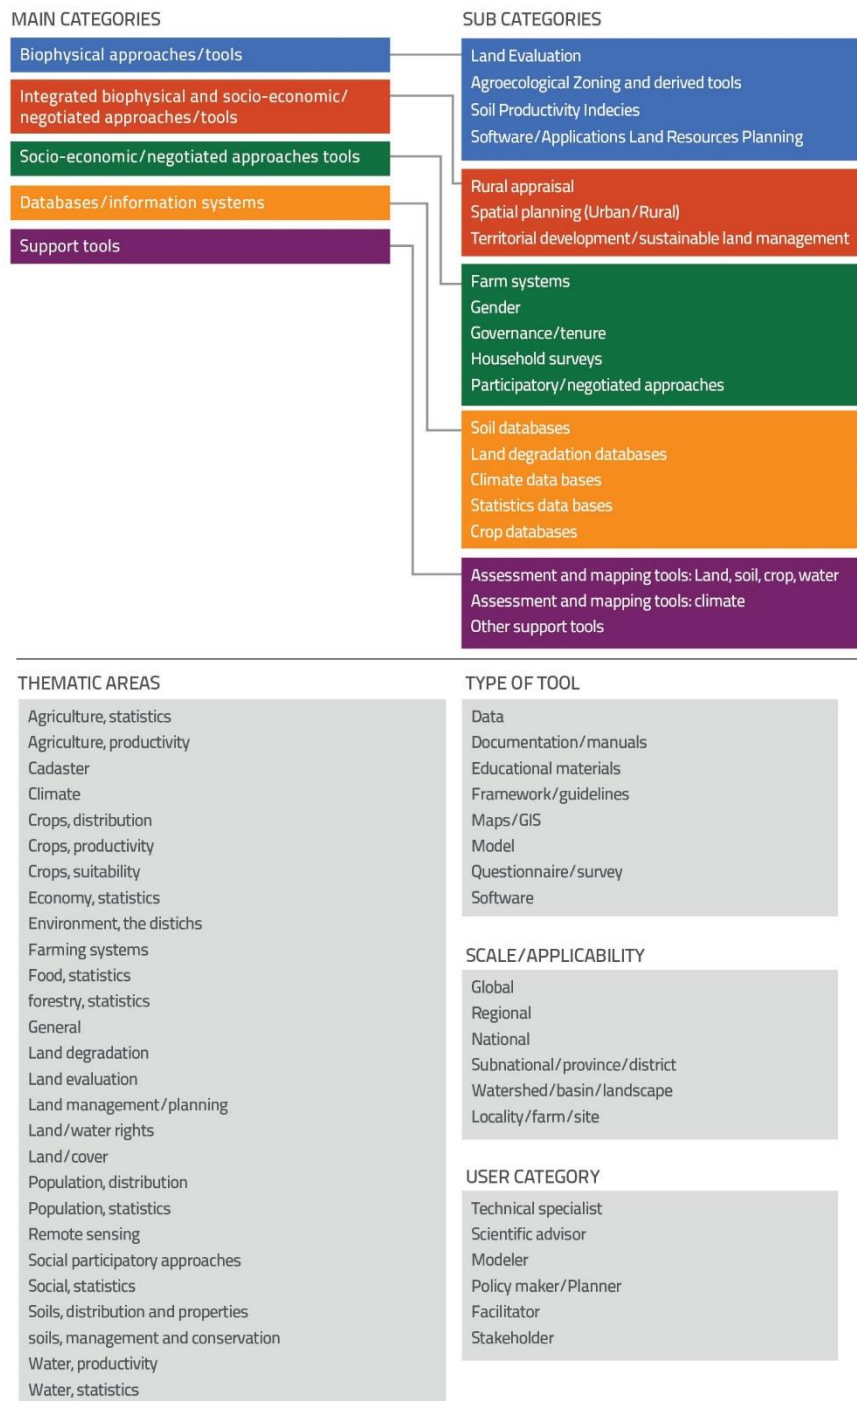 MAIN CATEGORIES
Biophysical approaches/tools
Integrated biophysical and socio-economic/
negotiated approaches/tools
Socio-economic/negotiated approaches tools
Databases/information systems
Support tools
SUB CATEGORIES
Land Evaluation
Agroecological Zoning and derived tools
Soil Productivity Indecies
Software/Applications Land Resources Planning
Rural appraisal
Spatial planning (Urban/Rural)
Territorial development/sustainable land management
Farm systems
Gender
Governance/tenure
Household surveys
Participatory/negotiated approaches
Soil databases
Land degradation databases
Climate data bases
Statistics data bases
Crop databases
Assessment and mapping tools: Land, soil, crop, water
Assessment and mapping tools: climate
Other support tools
THEMATIC AREAS
Agriculture, statistics
Agriculture, productivity
Cadaster
Climate
Crops, distribution
Crops, productivity
Crops, suitability
Economy, statistics
Environment, the distichs
Farming systems
Food, statistics
forestry, statistics
General
Land degradation
Land evaluation
Land management/planning
Land/water rights
Land/cover
Population, distribution
Population, statistics
Remote sensing
Social participatory approaches
Social, statistics
Soils, distribution and properties
soils, management and conservation
Water, productivity
Water, statistics
TYPE OF TOOL
Data
Documentation/manuals
Educational materials
Framework/guidelines
Maps/GIS
Model
Questionnaire/survey
Software
SCALE/APPLICABILITY
Global
Regional
National
Subnational/province/district
Watershed/basin/landscape
Locality/farm/site
USER CATEGORY
Technical specialist
Scientific advisor
Modeler
Policy maker/Planner
Facilitator
Stakeholder